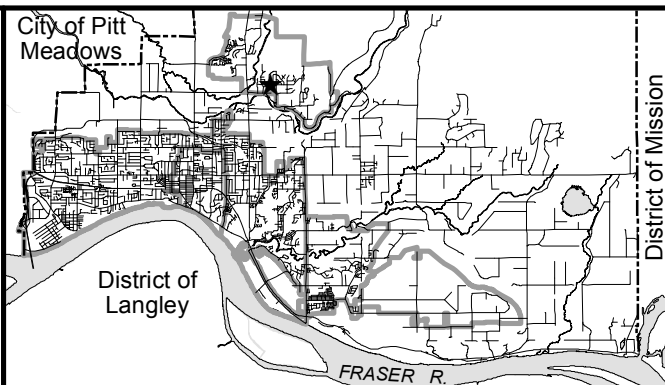 City of Pitt
Meadows
District of Mission
District of
Langley
FRASER R.